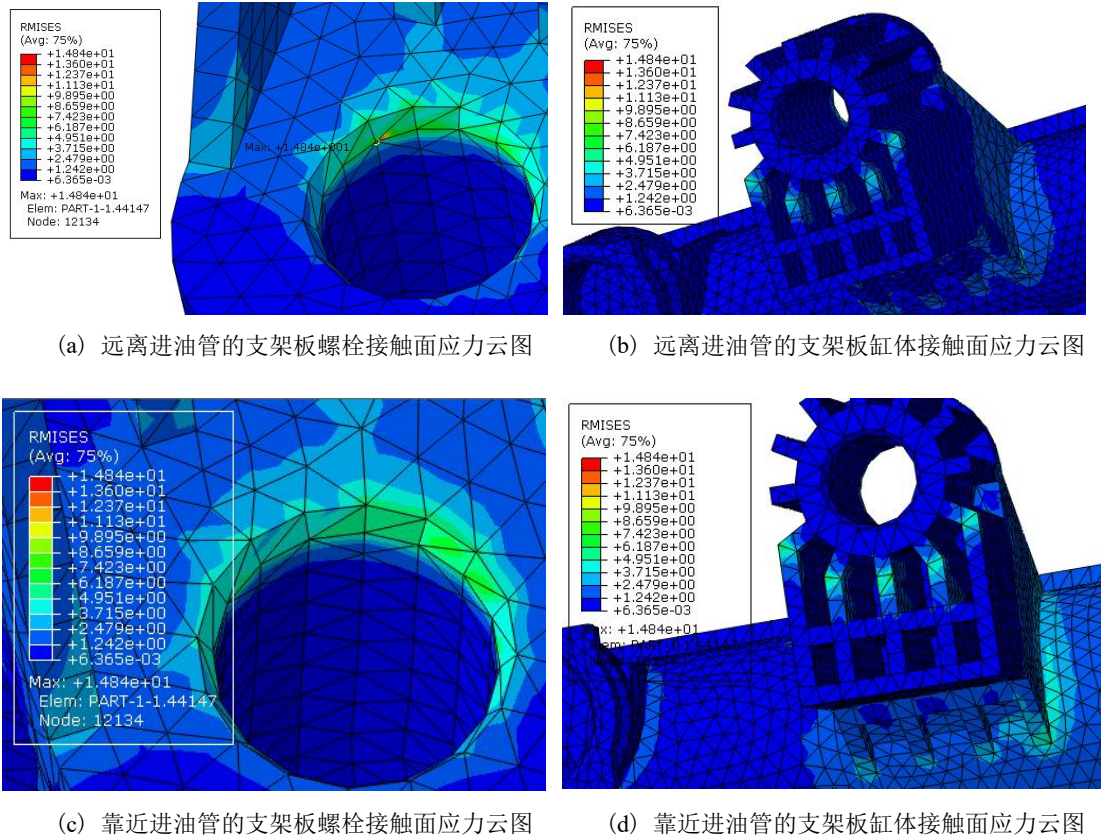 RMISES
(Avg: 75%)
+1.484e+01
+1.360e+01
+1.237e+01
+1.113e+01
+9.895e+00
+8.659e+00
+7.423e+00
+6.187e+00
+4.951e+00
+3.715e+00
+2.479e+00
+1.242e+00
+6.365e-03
Max: +1.484e+01
Elem: PART-1-1.44147
Node: 12134
Max: +1.484e+001
RMISES
(Avg: 75%)
+1.484e+01
+1.360e+01
+1.237e+01
+1.113e+01
+9.895e+00
+8.659e+00
+7.423e+00
+6.187e+00
+4.951e+00
+3.715e+00
+2.479e+00
+1.242e+00
+6.365e-03
(a) 远离进油管的支架板螺栓接触面应力云图
(b) 远离进油管的支架板缸体接触面应力云图
RMISES
(Avg: 75%)
+1.484e+01
+1.360e+01
+1.237e+01
+1.113e+01
+9.895e+00
+8.659e+00
+7.423e+00
+6.187e+00
+4.951e+00
+3.715e+00
+2.479e+00
+1.242e+00
+6.365e-03
Max: +1.484e+01
Elem: PART-1-1.44147
Node: 12134
RMISES
(Avg: 75%)
+1.484e+01
+1.360e+01
+1.237e+01
+1.113e+01
+9.895e+00
+8.659e+00
+7.423e+00
+6.187e+00
+4.951e+00
+3.715e+00
+2.479e+00
+1.242e+00
+6.365e-03
+1.484e+01
(c) 靠近进油管的支架板螺栓接触面应力云图
(d) 靠近进油管的支架板缸体接触面应力云图